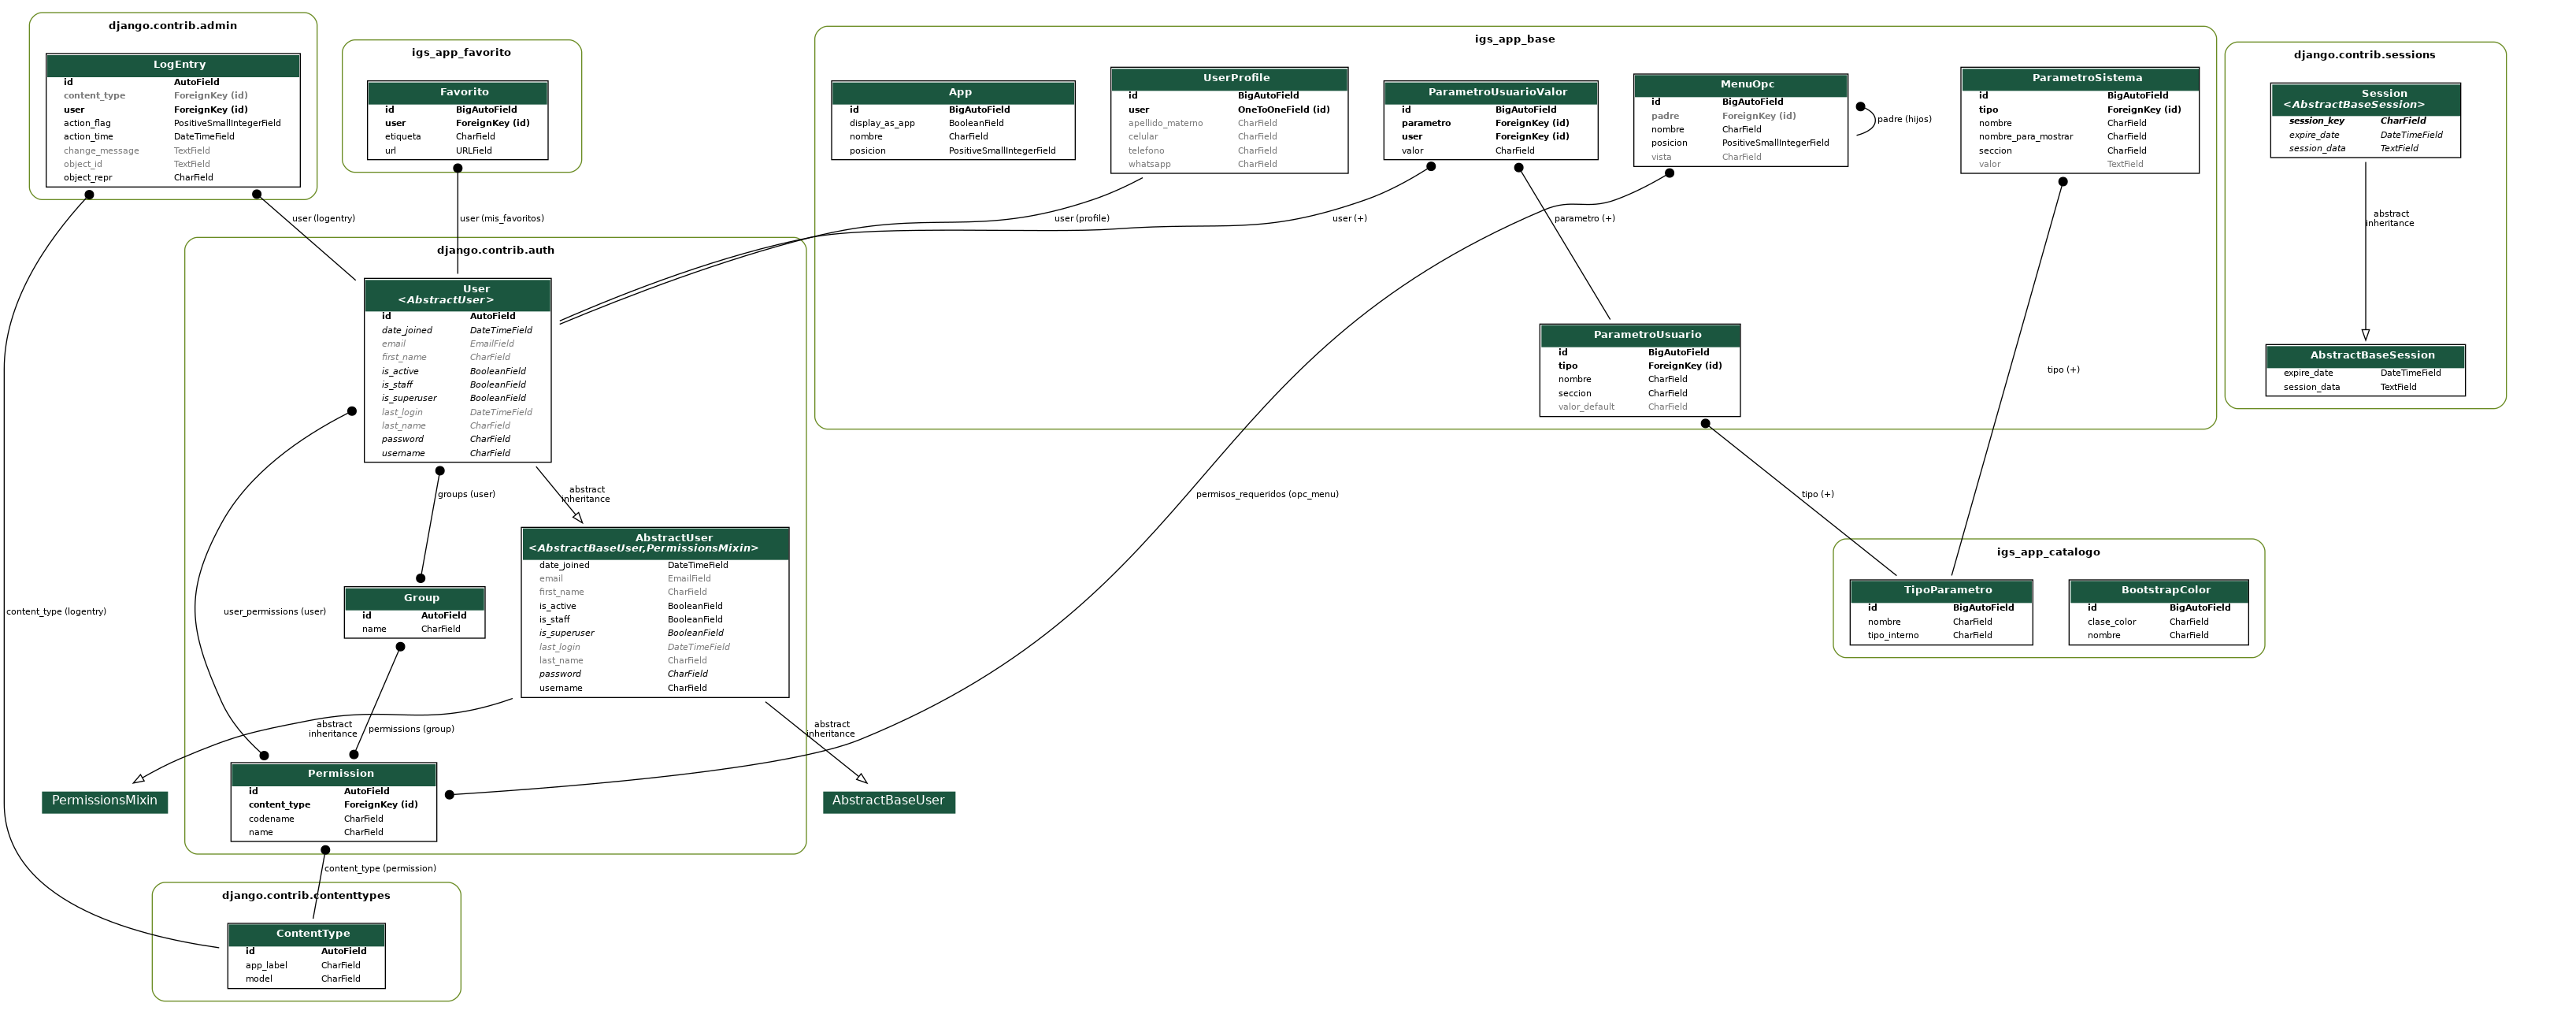 django.contrib.admin
LogEntry
id AutoField
content_type ForeignKey (id)
user ForeignKey (id)
action_flag PositiveSmallIntegerField
action_time DateTimeField
change_message TextField
object_id TextField
object_repr CharField
igs_app_favorito
Favorito
id BigAutoField
user ForeignKey (id)
etiqueta CharField
url URLField
igs_app_base
App
id BigAutoField
display_as_app BooleanField
nombre CharField
posicion PositiveSmallIntegerField
UserProfile
id BigAutoField
user OneToOneField (id)
apellido_materno CharField
celular CharField
telefono CharField
whatsapp CharField
ParametroUsuarioValor
id BigAutoField
parametro ForeignKey (id)
user ForeignKey (id)
valor CharField
MenuOpc
id BigAutoField
padre ForeignKey (id)
nombre CharField
posicion PositiveSmallIntegerField
vista CharField
padre (hijos)
ParametroSistema
id BigAutoField
tipo ForeignKey (id)
nombre CharField
nombre_para_mostrar CharField
seccion CharField
valor TextField
django.contrib.sessions
Session
<AbstractBaseSession>
session_key CharField
expire_date DateTimeField
session_data TextField
user (logentry)
user (mis_favoritos)
user (profile)
user (+)
parametro (+)
abstract
inheritance
django.contrib.auth
User
<AbstractUser>
id AutoField
date_joined DateTimeField
email EmailField
first_name CharField
is_active BooleanField
is_staff BooleanField
is_superuser BooleanField
last_login DateTimeField
last_name CharField
password CharField
username CharField
ParametroUsuario
id BigAutoField
tipo ForeignKey (id)
nombre CharField
seccion CharField
valor_default CharField
tipo (+)
AbstractBaseSession
expire_date DateTimeField
session_data TextField
groups (user)
abstract
inheritance
permisos_requeridos (opc_menu)
tipo (+)
AbstractUser
<AbstractBaseUser,PermissionsMixin>
date_joined DateTimeField
email EmailField
first_name CharField
is_active BooleanField
is_staff BooleanField
is_superuser BooleanField
last_login DateTimeField
last_name CharField
password CharField
username CharField
igs_app_catalogo
TipoParametro
id BigAutoField
nombre CharField
tipo_interno CharField
BootstrapColor
id BigAutoField
clase_color CharField
nombre CharField
content_type (logentry)
user_permissions (user)
Group
id AutoField
name CharField
abstract
inheritance
permissions (group)
abstract
inheritance
PermissionsMixin
Permission
id AutoField
content_type ForeignKey (id)
codename CharField
name CharField
AbstractBaseUser
content_type (permission)
django.contrib.contenttypes
ContentType
id AutoField
app_label CharField
model CharField